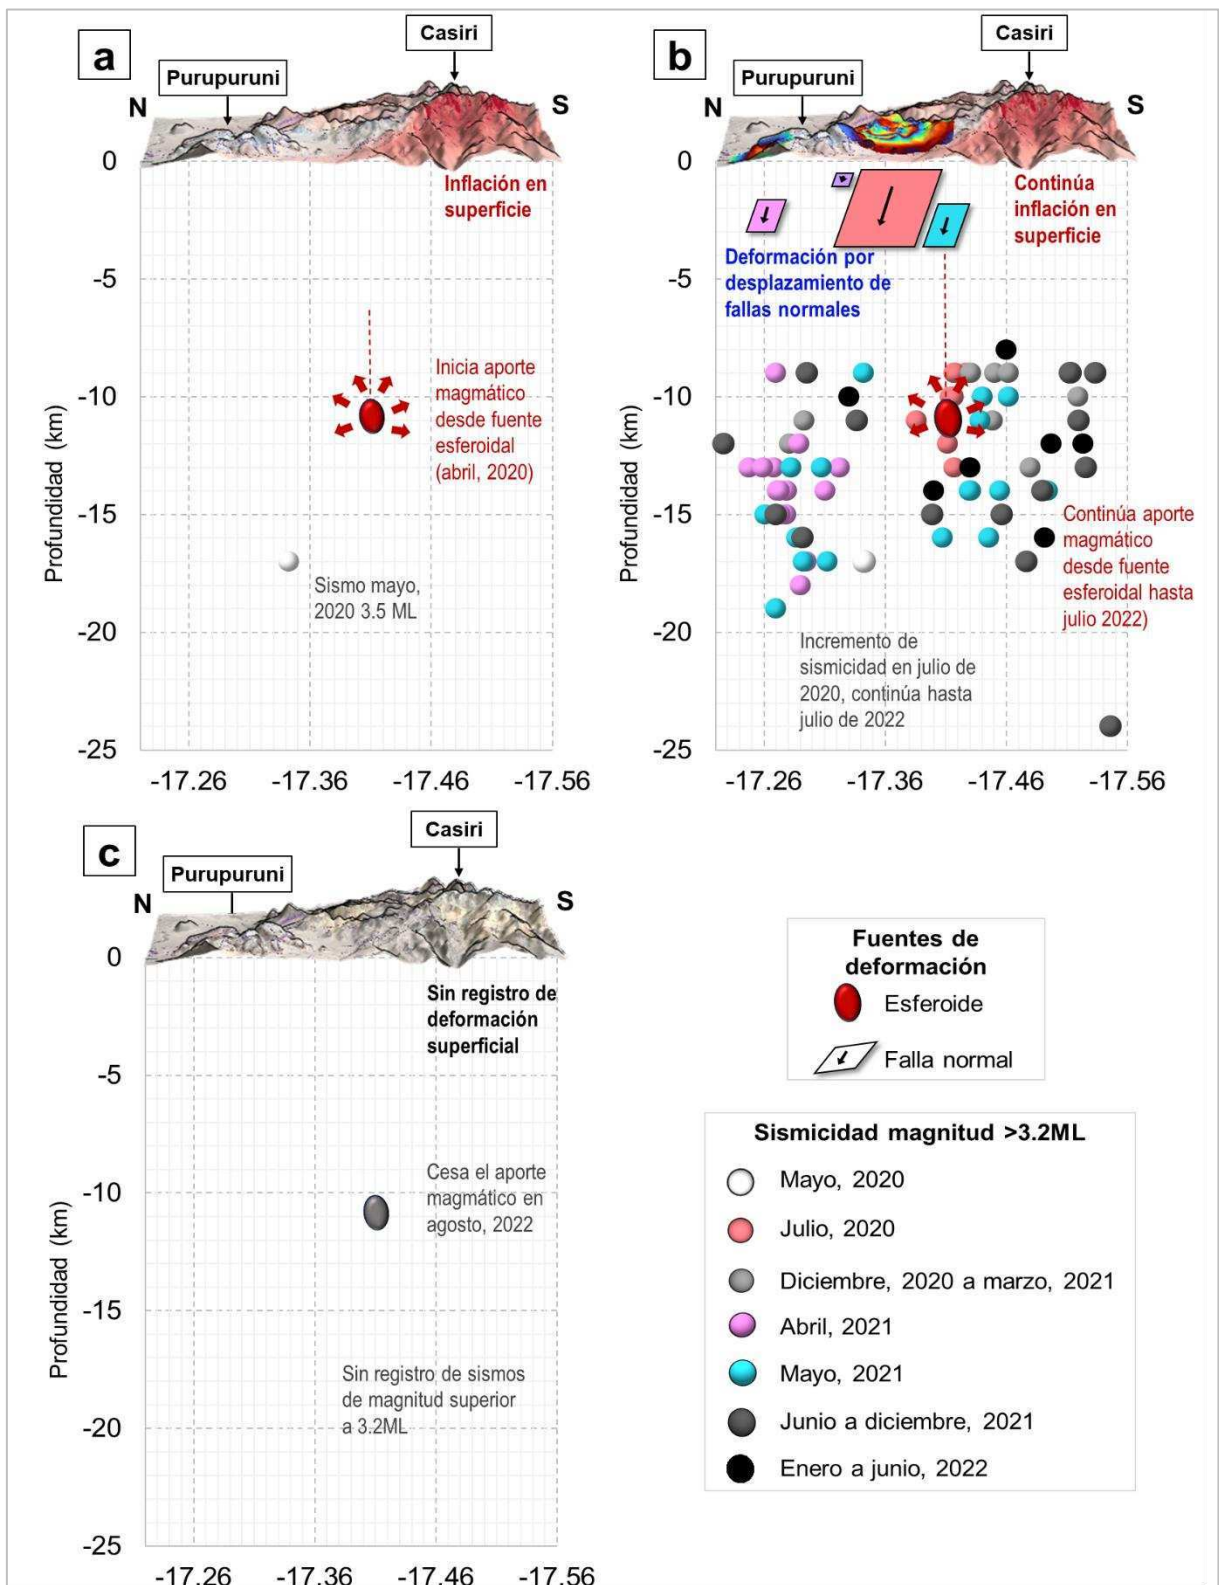 a
Casiri
Purupuruni
N
S
0
Inflación en
superficie
-5
Inicia aporte
magmático
desde fuente
esferoidal
(abril, 2020)
-10
-15
Sismo mayo,
2020 3.5 ML
-20
-25
Profundidad (km)
-17.26
-17.36
-17.46
-17.56
b
Casiri
Purupuruni
N
S
0
Continúa
inflación en
superficie
Deformación por
desplazamiento de
fallas normales
-5
-10
-15
Continúa aporte
magmático
desde fuente
esferoidal hasta
julio 2022)
-20
Incremento de
sismicidad en julio de
2020, continúa hasta
julio de 2022
-25
Profundidad (km)
-17.26
-17.36
-17.46
-17.56
c
Casiri
Purupuruni
N
S
0
Sin registro de
deformación
superficial
-5
-10
Cesa el aporte
magmático en
agosto, 2022
-15
Sin registro de sismos
de magnitud superior
a 3.2ML
-20
-25
Profundidad (km)
-17.26
-17.36
-17.46
-17.56
Fuentes de
deformación
Esferoide
Falla normal
Sismicidad magnitud >3.2ML
Mayo, 2020
Julio, 2020
Diciembre, 2020 a marzo, 2021
Abril, 2021
Mayo, 2021
Junio a diciembre, 2021
Enero a junio, 2022